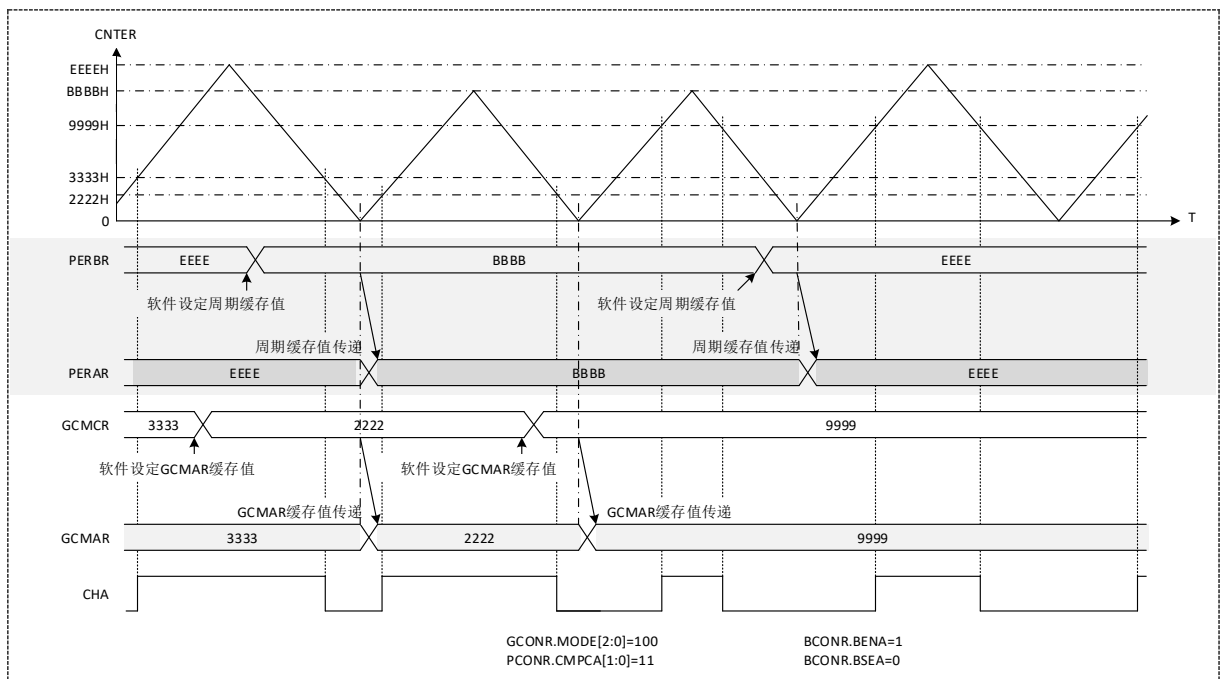 CNTER
EEEEH
BBBBH
9999H
3333H
2222H
0
T
PERBR
EEEE
BBBB
EEEE
软件设定周期缓存值
软件设定周期缓存值
周期缓存值传递
周期缓存值传递
PERAR
EEEE
BBBB
EEEE
GCMCR
3333
2222
9999
软件设定GCMAR缓存值
软件设定GCMAR缓存值
GCMAR缓存值传递
GCMAR缓存值传递
GCMAR
3333
2222
9999
CHA
GCONR.MODE[2:0]=100
BCONR.BENA=1
PCONR.CMPCA[1:0]=11
BCONR.BSEA=0